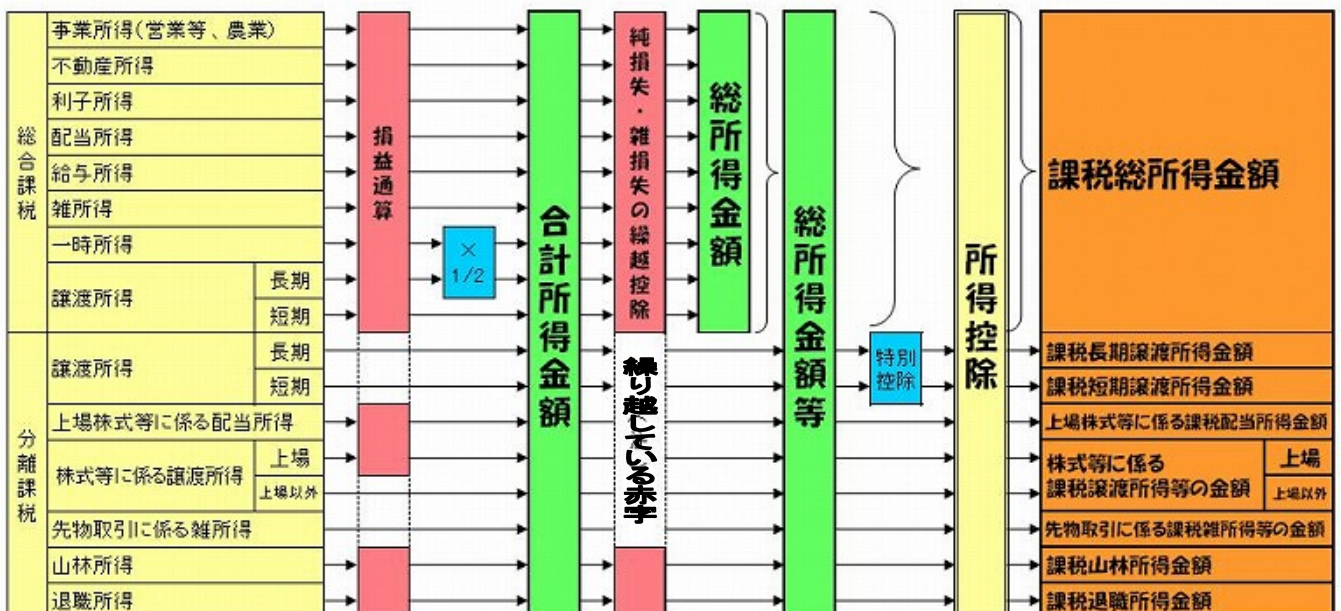 総合課税
事業所得(営業等、農業)
不動産所得
利子所得
配当所得
給与所得
雑所得
一時所得
譲渡所得
長期
短期
分離課税
譲渡所得
長期
短期
上場株式等に係る配当所得
株式等に係る譲渡所得
上場
上場以外
先物取引に係る雑所得
山林所得
退職所得
損益通算
×
1/2
合計所得金額
純損失・雑損失の繰越控除
繰り越している赤字
総所得金額
総所得金額等
特別
控除
所得控除
課税総所得金額
課税長期譲渡所得金額
課税短期譲渡所得金額
上場株式等に係る課税配当所得金額
株式等に係る
課税譲渡所得等の金額
上場
上場以外
先物取引に係る課税雑所得等の金額
課税山林所得金額
課税退職所得金額